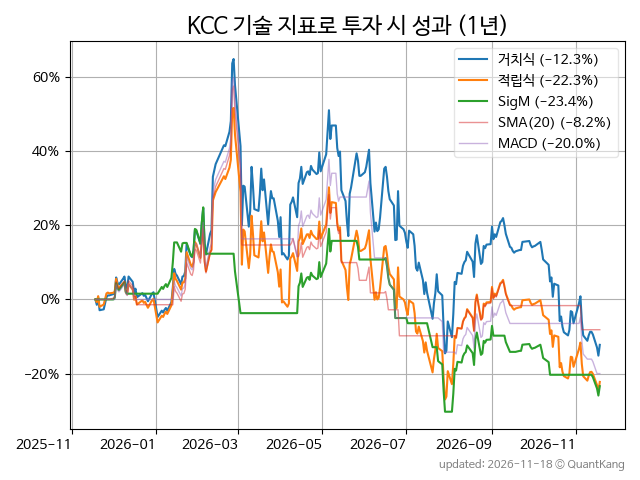 KCC 기술 지표로 투자 시 성과 (1년)
거치식 (-12.3%)
적립식 (-22.3%)
SigM (-23.4%)
SMA(20) (-8.2%)
MACD (-20.0%)
60%
40%
20%
0%
-20%
2025-11 2026-01 2026-03 2026-05 2026-07 2026-09 2026-11
updated: 2026-11-18 © QuantKang